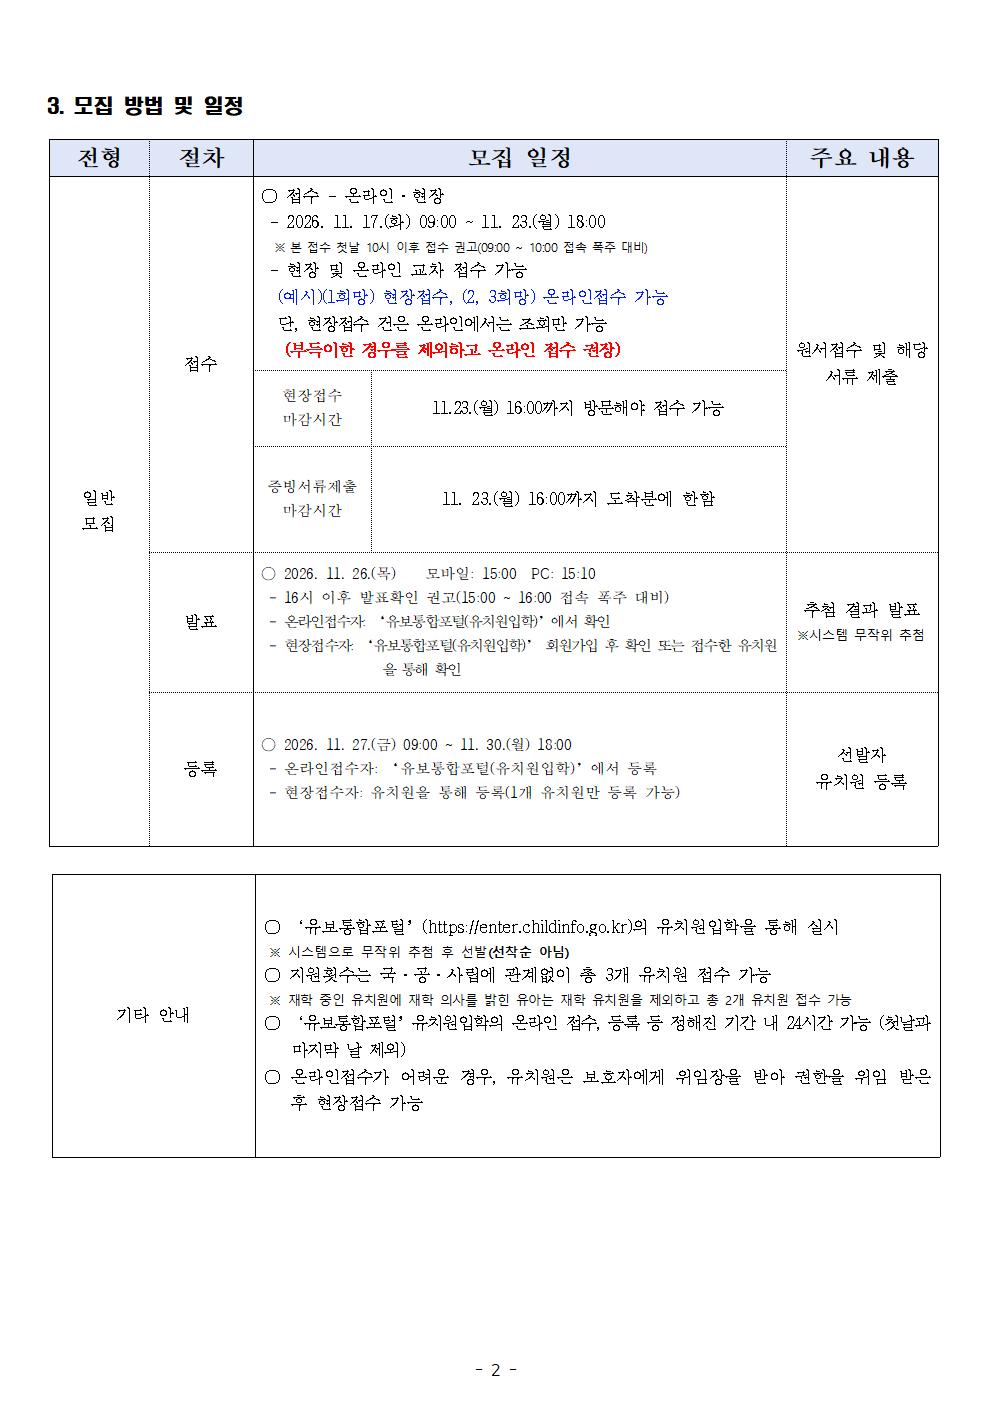 3. 모집 방법 및 일정
전형 절차 모집 일정 주요 내용
일반
모집
접수
○ 접수 - 온라인·현장
- 2026. 11. 17.(화) 09:00 ~ 11. 23.(월) 18:00
※ 본 접수 첫날 10시 이후 접수 권고(09:00 ~ 10:00 접속 폭주 대비)
- 현장 및 온라인 교차 접수 가능
(예시)(1희망) 현장접수, (2, 3희망) 온라인접수 가능
단, 현장접수 건은 온라인에서는 조회만 가능
(부득이한 경우를 제외하고 온라인 접수 권장)
현장접수
마감시간
11.23.(월) 16:00까지 방문해야 접수 가능
증빙서류제출
마감시간
11. 23.(월) 16:00까지 도착분에 한함
원서접수 및 해당
서류 제출
발표
○ 2026. 11. 26.(목) 모바일: 15:00 PC: 15:10
- 16시 이후 발표확인 권고(15:00 ~ 16:00 접속 폭주 대비)
- 온라인접수자: ‘유보통합포털(유치원입학)’에서 확인
- 현장접수자: ‘유보통합포털(유치원입학)’ 회원가입 후 확인 또는 접수한 유치원
을 통해 확인
추첨 결과 발표
※시스템 무작위 추첨
등록
○ 2026. 11. 27.(금) 09:00 ~ 11. 30.(월) 18:00
- 온라인접수자: ‘유보통합포털(유치원입학)’에서 등록
- 현장접수자: 유치원을 통해 등록(1개 유치원만 등록 가능)
선발자
유치원 등록
기타 안내
○ ‘유보통합포털’(https://enter.childinfo.go.kr)의 유치원입학을 통해 실시
※ 시스템으로 무작위 추첨 후 선발(선착순 아님)
○ 지원횟수는 국·공·사립에 관계없이 총 3개 유치원 접수 가능
※ 재학 중인 유치원에 재학 의사를 밝힌 유아는 재학 유치원을 제외하고 총 2개 유치원 접수 가능
○ ‘유보통합포털’ 유치원입학의 온라인 접수, 등록 등 정해진 기간 내 24시간 가능 (첫날과
마지막 날 제외)
○ 온라인접수가 어려운 경우, 유치원은 보호자에게 위임장을 받아 권한을 위임 받은
후 현장접수 가능
- 2 -